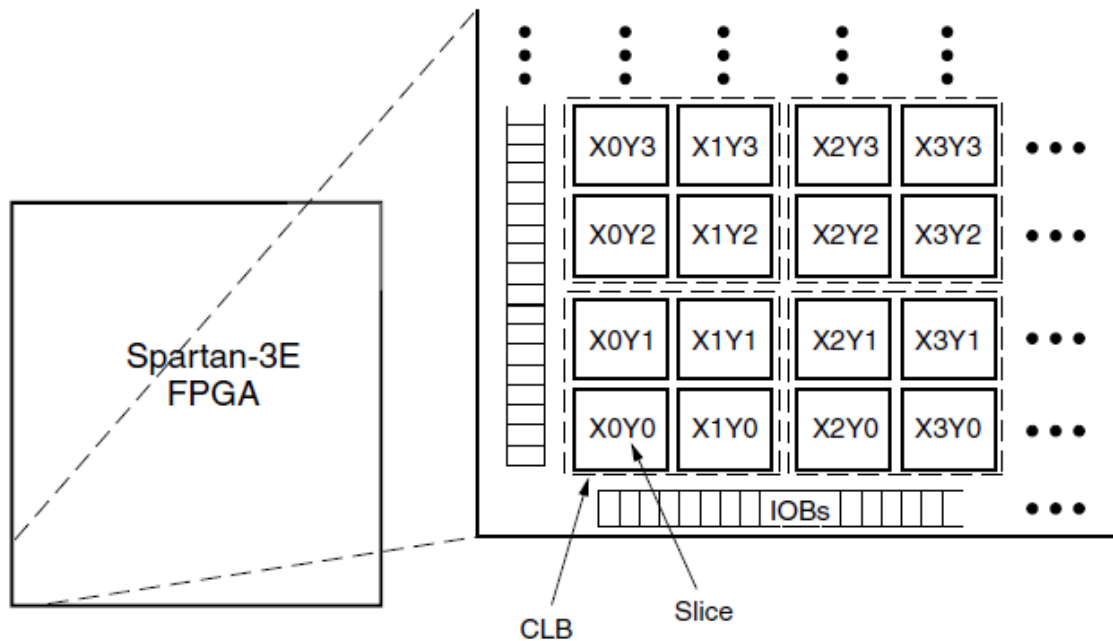 X0Y3 X1Y3 X2Y3 X3Y3
X0Y2 X1Y2 X2Y2 X3Y2
Spartan-3E
FPGA
X0Y1 X1Y1 X2Y1 X3Y1
X0Y0 X1Y0 X2Y0 X3Y0
IOBs
Slice
CLB